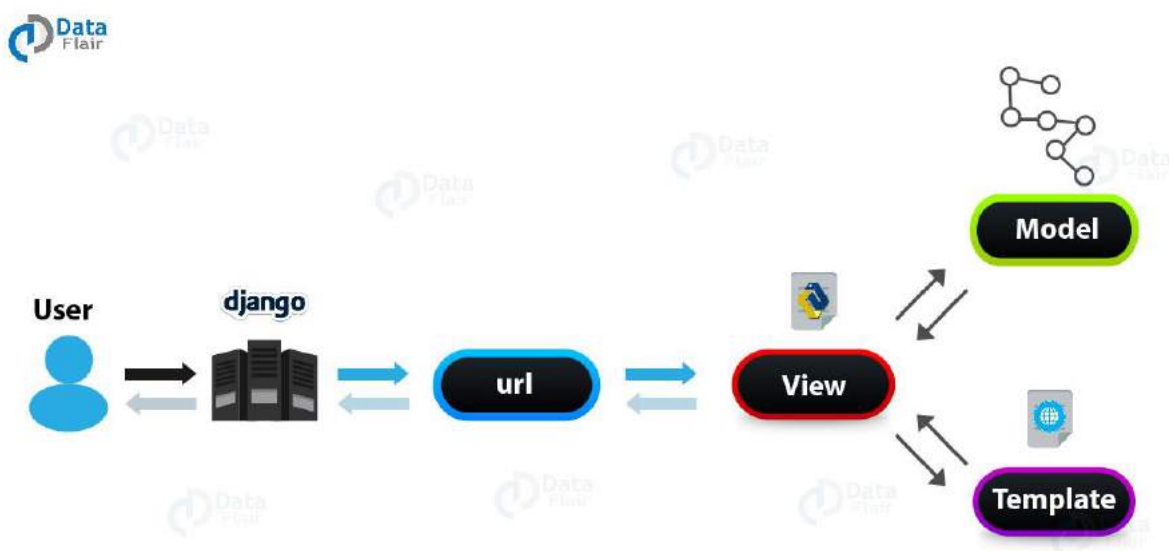 Data
Flair
Model
User
django
url
View
Template